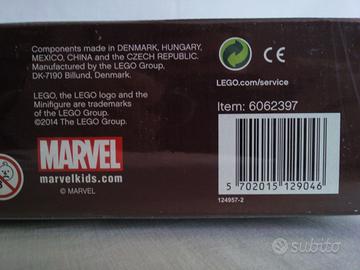 Components made in DENMARK, HUNGARY,
MEXICO, CHINA and the CZECH REPUBLIC.
Manufactured by the LEGO Group,
DK-7190 Billund, Denmark.
LEGO, the LEGO logo and the
Minifigure are trademarks
of the LEGO Group.
©2014 The LEGO Group.
MARVEL
marvelkids.com
© MARVEL
CE
LEGO.com/service
Item: 6062397
5 702015 129046
124957-2
subito